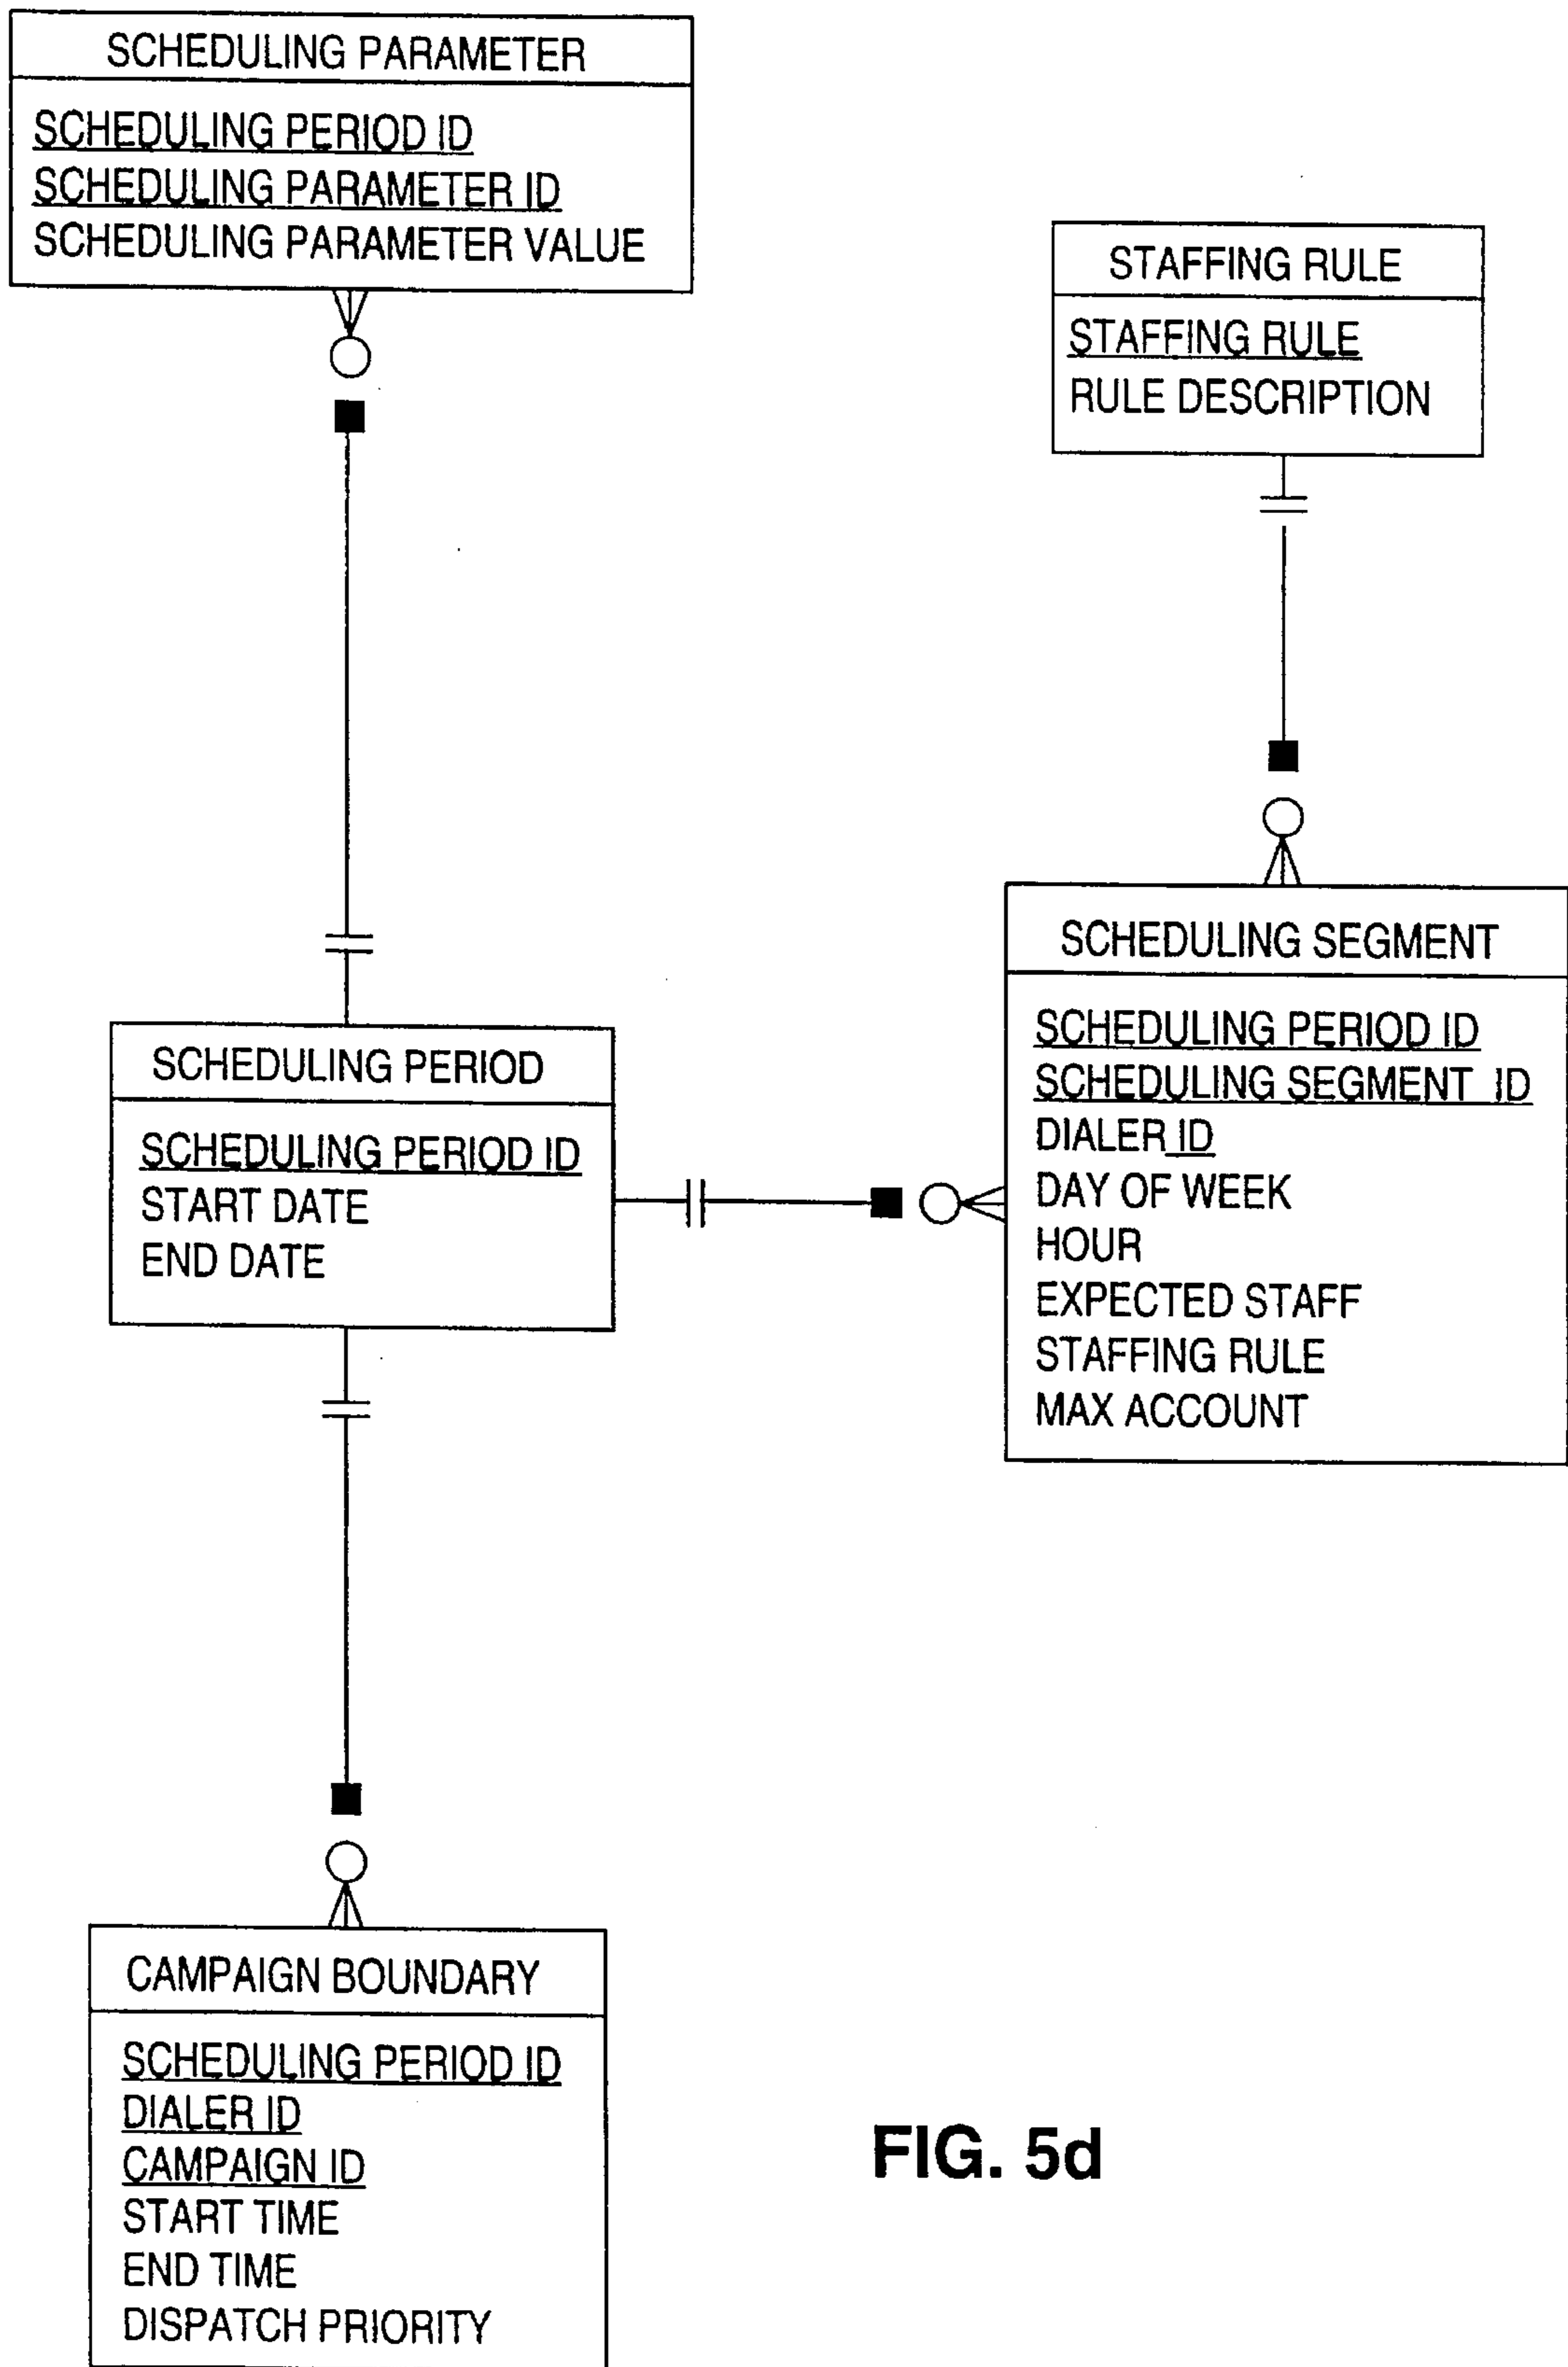 SCHEDULING PARAMETER
SCHEDULING PERIOD ID
SCHEDULING PARAMETER ID
SCHEDULING PARAMETER VALUE
STAFFING RULE
STAFFING RULE
RULE DESCRIPTION
SCHEDULING PERIOD
SCHEDULING PERIOD ID
START DATE
END DATE
SCHEDULING SEGMENT
SCHEDULING PERIOD ID
SCHEDULING SEGMENT ID
DIALER ID
DAY OF WEEK
HOUR
EXPECTED STAFF
STAFFING RULE
MAX ACCOUNT
CAMPAIGN BOUNDARY
SCHEDULING PERIOD ID
DIALER ID
CAMPAIGN ID
START TIME
END TIME
DISPATCH PRIORITY
FIG. 5d